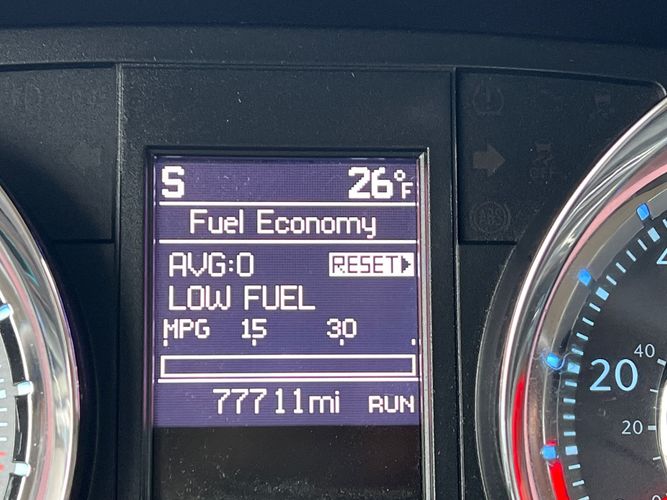 S 26°F
Fuel Economy
AVG:0 RESET
LOW FUEL
MPG 15 30
77711mi RUN
40
20
20